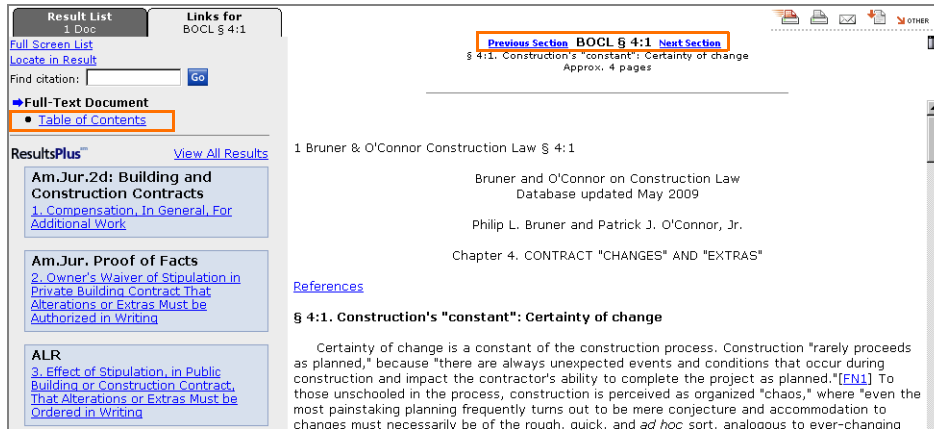 Result List
1 Doc
Links for
BOCL § 4:1
OTHER
Full Screen List
Locate in Result
Find citation:
Go
Full-Text Document
Table of Contents
ResultsPlus™
View All Results
Am.Jur.2d: Building and
Construction Contracts
1. Compensation, In General, For
Additional Work
Am.Jur. Proof of Facts
2. Owner's Waiver of Stipulation in
Private Building Contract That
Alterations or Extras Must be
Authorized in Writing
ALR
3. Effect of Stipulation, in Public
Building or Construction Contract,
That Alterations or Extras Must be
Ordered in Writing
Previous Section BOCL § 4:1 Next Section
§ 4:1. Construction's "constant": Certainty of change
Approx. 4 pages
1 Bruner & O'Connor Construction Law § 4:1
Bruner and O'Connor on Construction Law
Database updated May 2009
Philip L. Bruner and Patrick J. O'Connor, Jr.
Chapter 4. CONTRACT "CHANGES" AND "EXTRAS"
References
§ 4:1. Construction's "constant": Certainty of change
Certainty of change is a constant of the construction process. Construction "rarely proceeds
as planned," because "there are always unexpected events and conditions that occur during
construction and impact the contractor's ability to complete the project as planned."[FN1] To
those unschooled in the process, construction is perceived as organized "chaos," where "even the
most painstaking planning frequently turns out to be mere conjecture and accommodation to
changes must necessarily be of the rough, quick, and ad hoc sort, analogous to ever-changing